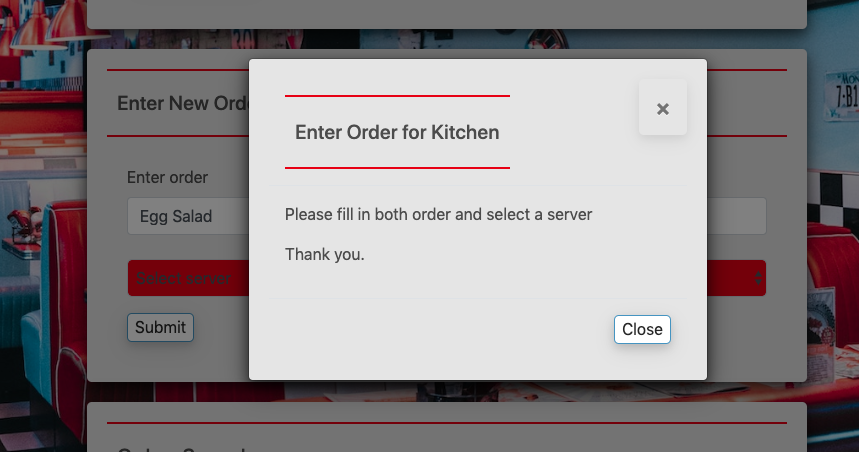 Enter New Ord
Enter Order for Kitchen
×
Enter order
Egg Salad
Please fill in both order and select a server
Thank you.
Select server
Submit
Close